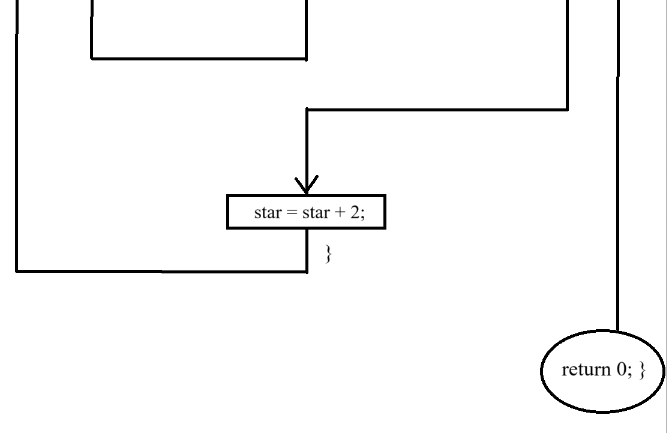 star = star + 2;
}
return 0; }